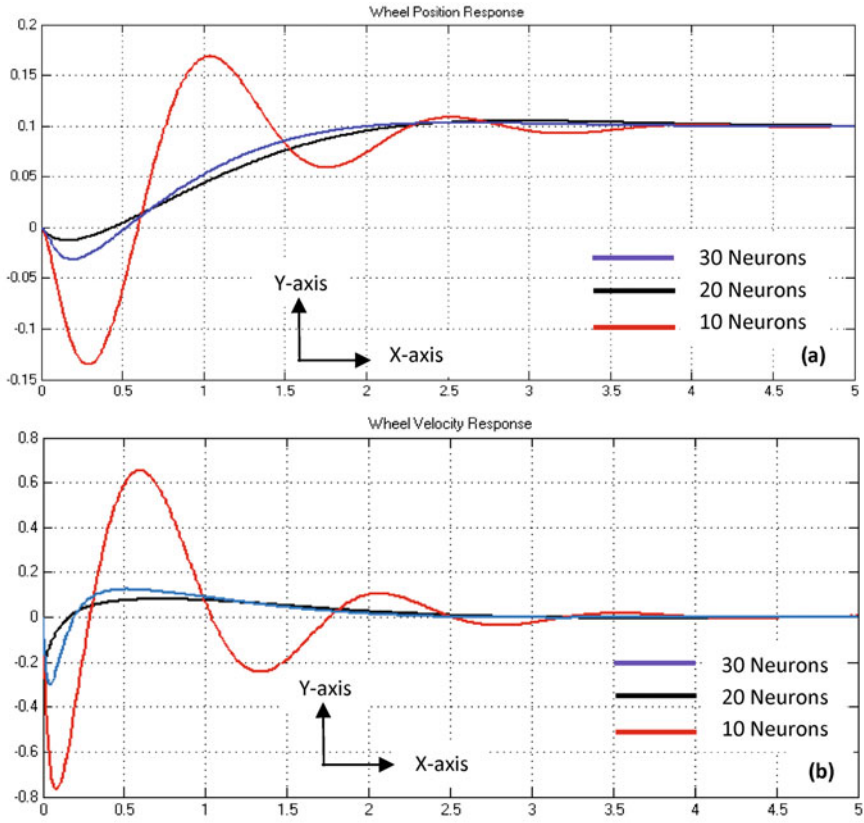 Wheel Position Response
0.2
0.15
0.1
0.05
0
-0.05
-0.1
-0.15
30 Neurons
20 Neurons
10 Neurons
Y-axis
X-axis
(a)
0 0.5 1 1.5 2 2.5 3 3.5 4 4.5 5
Wheel Velocity Response
0.8
0.6
0.4
0.2
0
-0.2
-0.4
-0.6
-0.8
30 Neurons
20 Neurons
10 Neurons
Y-axis
X-axis
(b)
0 0.5 1 1.5 2 2.5 3 3.5 4 4.5 5